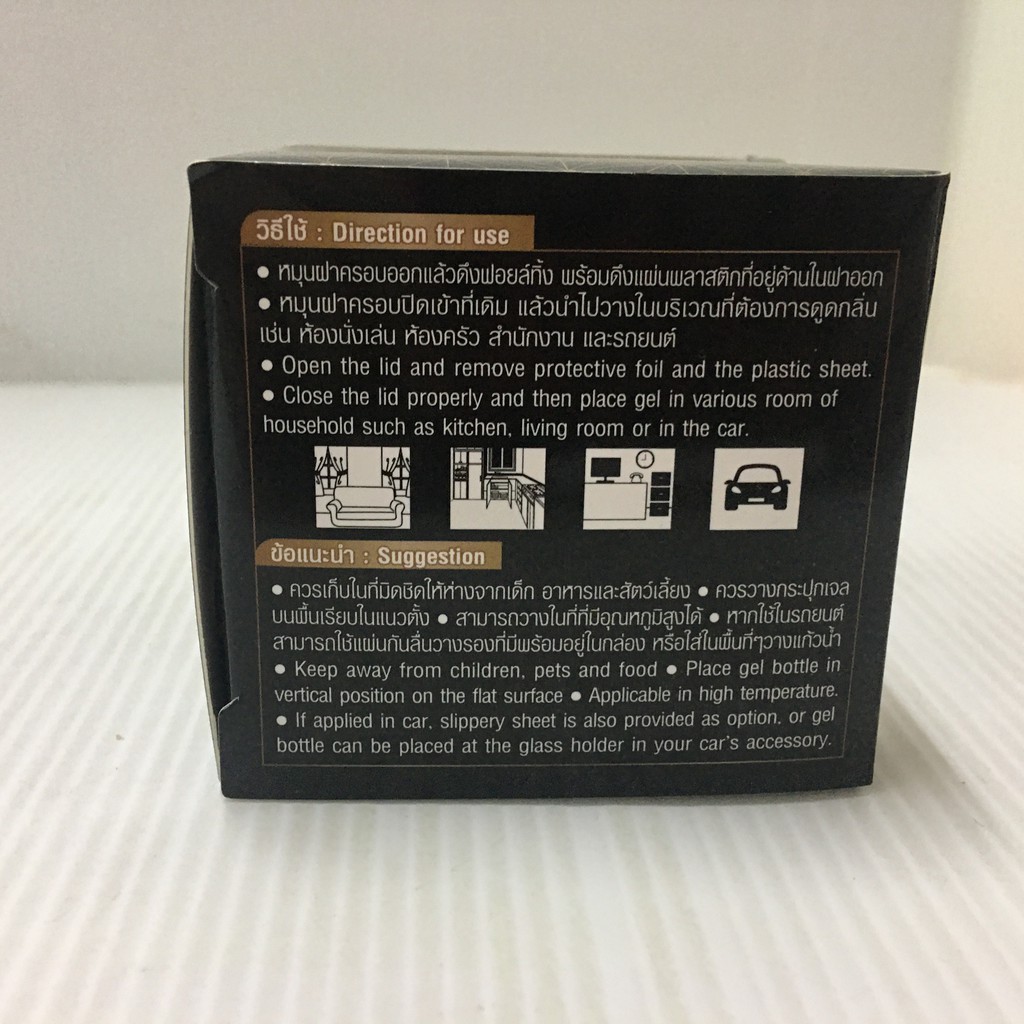 วิธีใช้ : Direction for use
● หมุนฝาครอบออกแล้วดึงฟอยล์ทิ้ง พร้อมดึงแผ่นพลาสติกที่อยู่ด้านในฝาออก
● หมุนฝาครอบปิดเข้าที่เดิม แล้วนำไปวางในบริเวณที่ต้องการดูดกลิ่น
เช่น ห้องนั่งเล่น ห้องครัว สำนักงาน และรถยนต์
● Open the lid and remove protective foil and the plastic sheet.
● Close the lid properly and then place gel in various room of
household such as kitchen, living room or in the car.
ข้อแนะนำ : Suggestion
● ควรเก็บในที่มิดชิดให้ห่างจากเด็ก อาหารและสัตว์เลี้ยง ● ควรวางกระปุกเจล
บนพื้นเรียบในแนวตั้ง ● สามารถวางในที่ที่มีอุณหภูมิสูงได้ ● หากใช้ในรถยนต์
สามารถใช้แผ่นกันลื่นวางรองที่มีพร้อมอยู่ในกล่อง หรือใส่ในพื้นที่ๆวางแก้วน้ำ
● Keep away from children, pets and food ● Place gel bottle in
vertical position on the flat surface ● Applicable in high temperature.
● If applied in car, slippery sheet is also provided as option, or gel
bottle can be placed at the glass holder in your car's accessory.